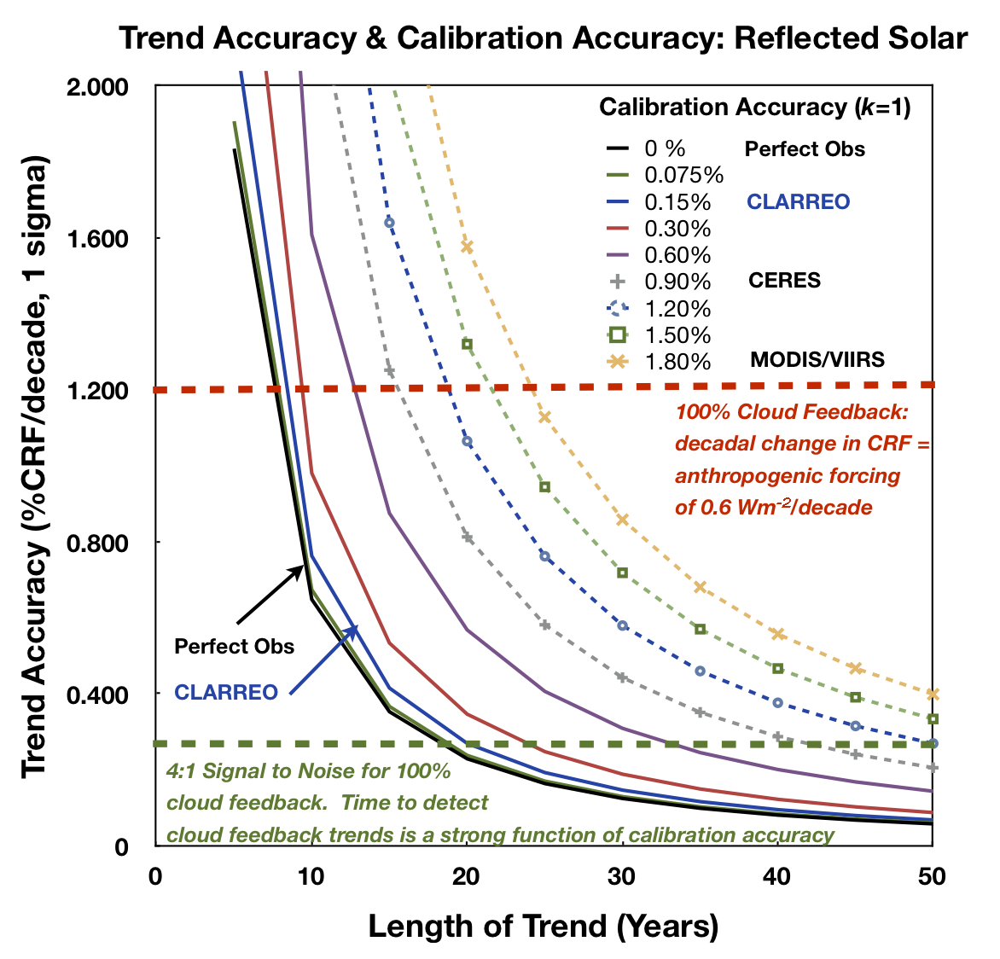 Trend Accuracy & Calibration Accuracy: Reflected Solar
Trend Accuracy (%CRF/decade, 1 sigma)
2.000
1.600
1.200
0.800
0.400
0
Calibration Accuracy (k=1)
0 % Perfect Obs
0.075%
0.15% CLARREO
0.30%
0.60%
0.90% CERES
1.20%
1.50%
1.80% MODIS/VIIRS
100% Cloud Feedback:
decadal change in CRF =
anthropogenic forcing
of 0.6 Wm-2/decade
Perfect Obs
CLARREO
4:1 Signal to Noise for 100%
cloud feedback. Time to detect
cloud feedback trends is a strong function of calibration accuracy
0 10 20 30 40 50
Length of Trend (Years)